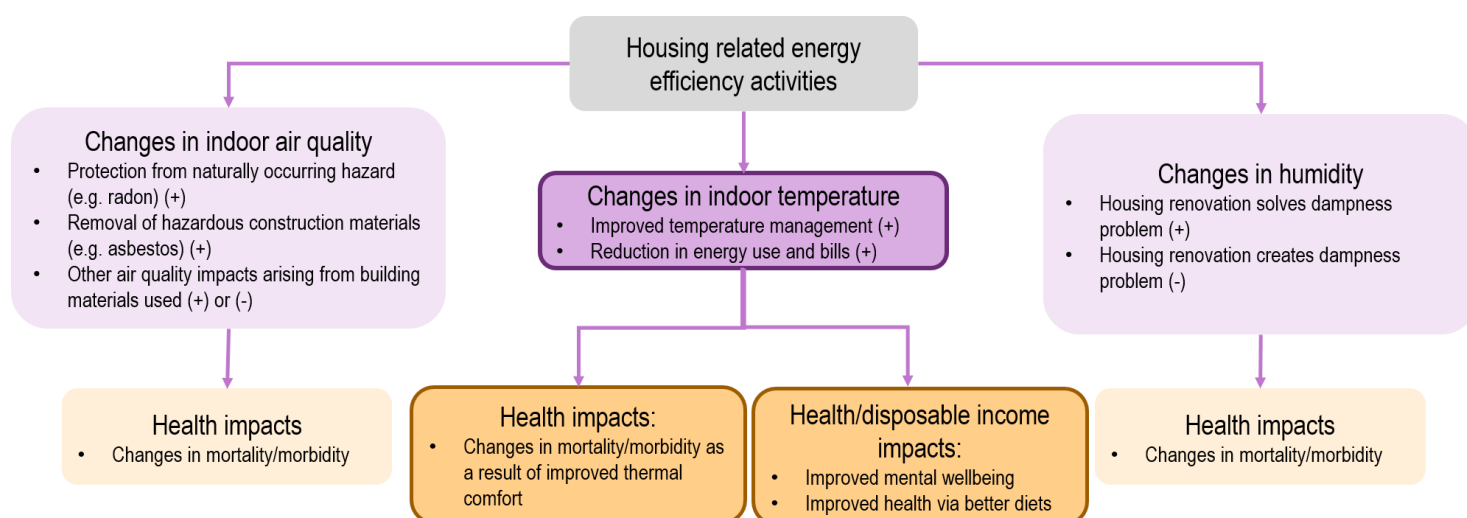 Housing related energy
efficiency activities
Changes in indoor air quality
• Protection from naturally occurring hazard
(e.g. radon) (+)
• Removal of hazardous construction materials
(e.g. asbestos) (+)
• Other air quality impacts arising from building
materials used (+) or (-)
Changes in indoor temperature
• Improved temperature management (+)
• Reduction in energy use and bills (+)
Changes in humidity
• Housing renovation solves dampness
problem (+)
• Housing renovation creates dampness
problem (-)
Health impacts
• Changes in mortality/morbidity
Health impacts:
• Changes in mortality/morbidity as
a result of improved thermal
comfort
Health/disposable income
impacts:
• Improved mental wellbeing
• Improved health via better diets
Health impacts
• Changes in mortality/morbidity